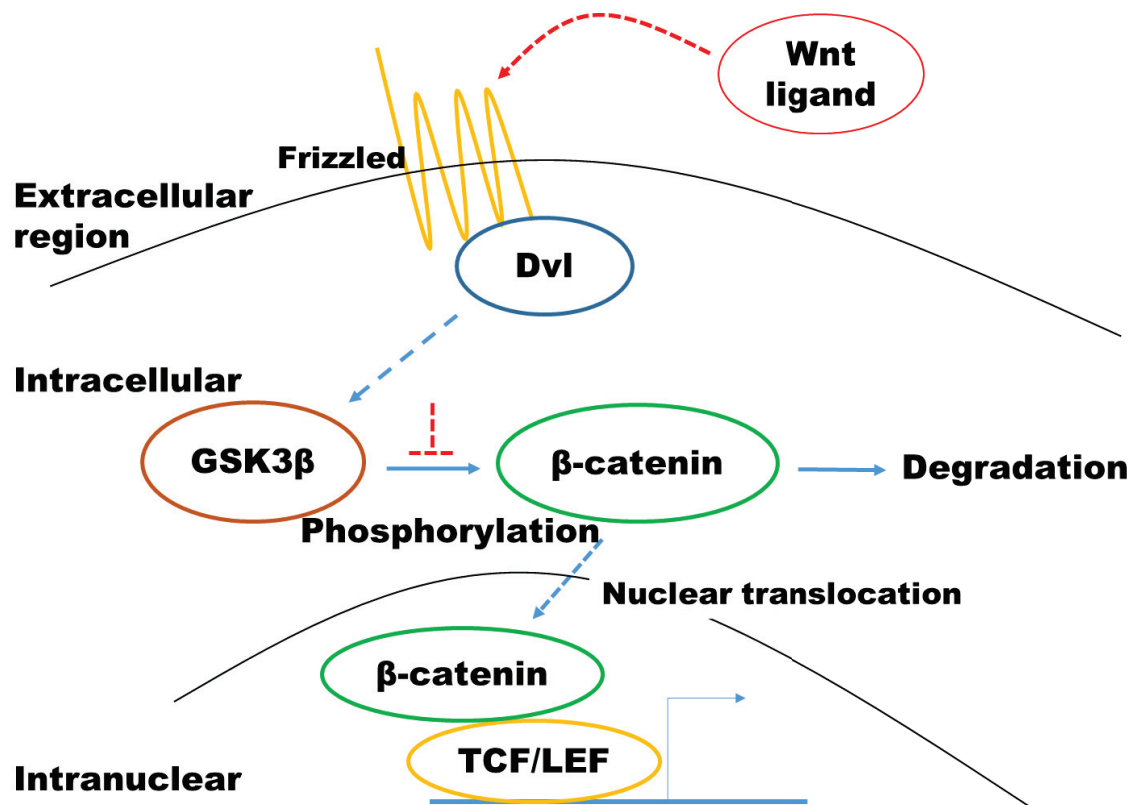 Wnt
ligand
Frizzled
Extracellular
region
Dvl
Intracellular
GSK3β
β-catenin
Degradation
Phosphorylation
Nuclear translocation
β-catenin
TCF/LEF
Intranuclear